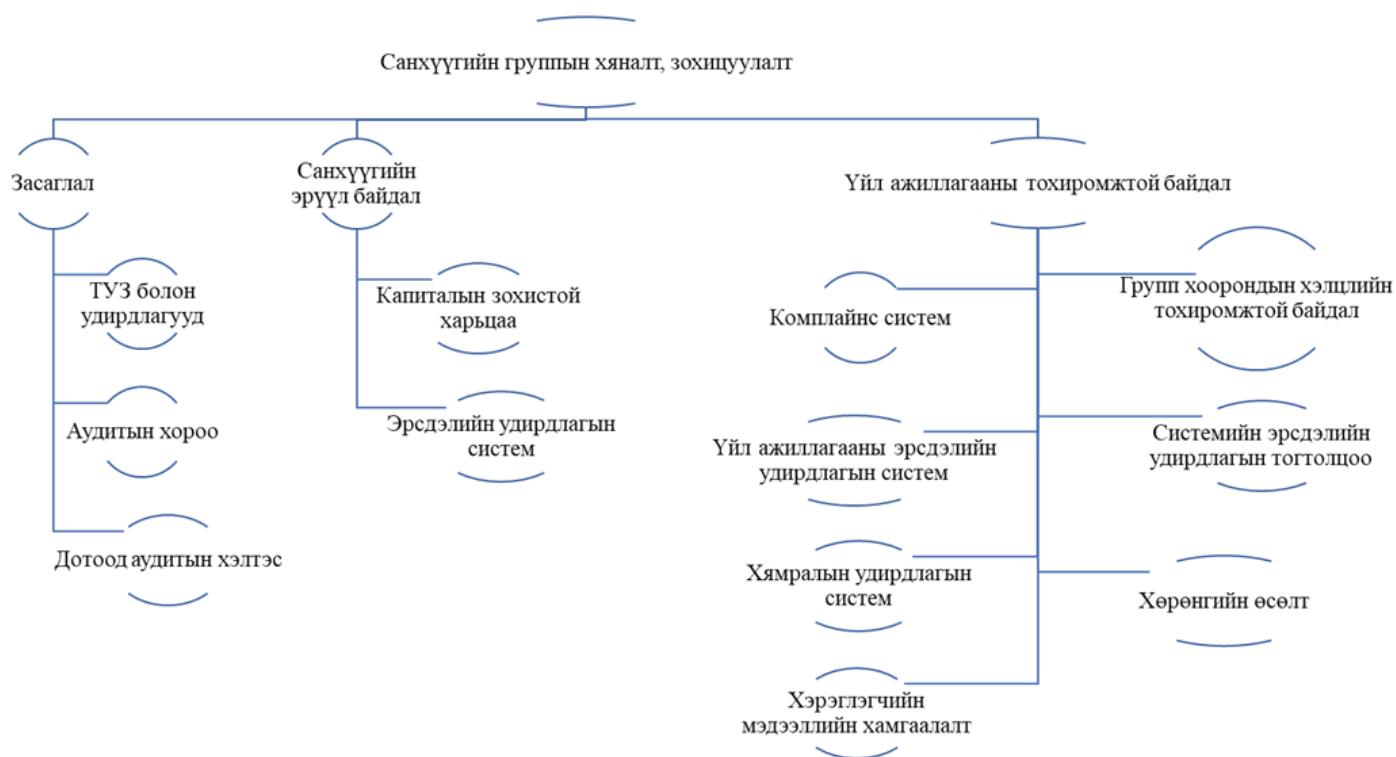 Санхүүгийн группын хяналт, зохицуулалт
Засаглал
ТУЗ болон
удирдлагууд
Аудитын хороо
Дотоод аудитын хэлтэс
Санхүүгийн
эрүүл байдал
Капиталын зохистой
харьцаа
Эрсдэлийн удирдлагын
систем
Үйл ажиллагааны тохиромжтой байдал
Комплайнс систем
Үйл ажиллагааны эрсдэлийн
удирдлагын систем
Хямралын удирдлагын
систем
Хэрэглэгчийн
мэдээллийн хамгаалалт
Групп хоорондын хэлцлийн
тохиромжтой байдал
Системийн эрсдэлийн
удирдлагын тогтолцоо
Хөрөнгийн өсөлт